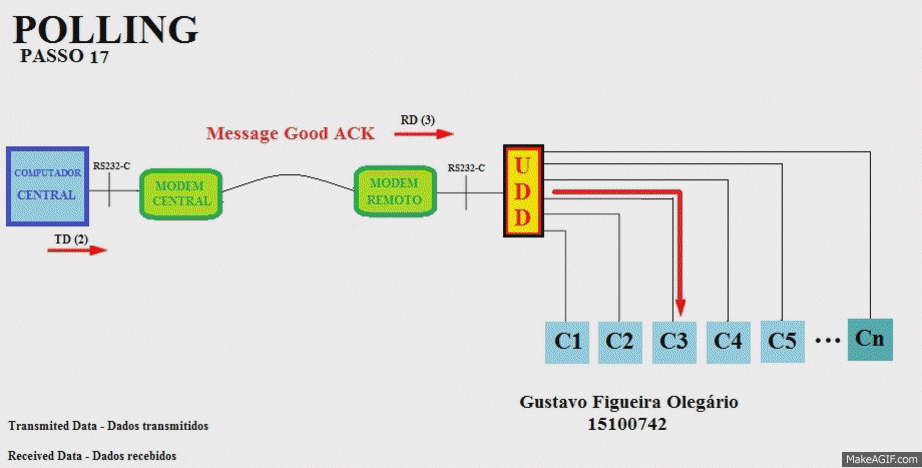 POLLING
PASSO 17
Message Good ACK
RD (3)
RS232-C
RS232-C
COMPUTADOR
CENTRAL
MODEM
CENTRAL
MODEM
REMOTO
U
D
D
TD (2)
C1
C2
C3
C4
C5
...
Cn
Gustavo Figueira Olegário
15100742
Transmited Data - Dados transmitidos
Received Data - Dados recebidos
MakeAGIF.com